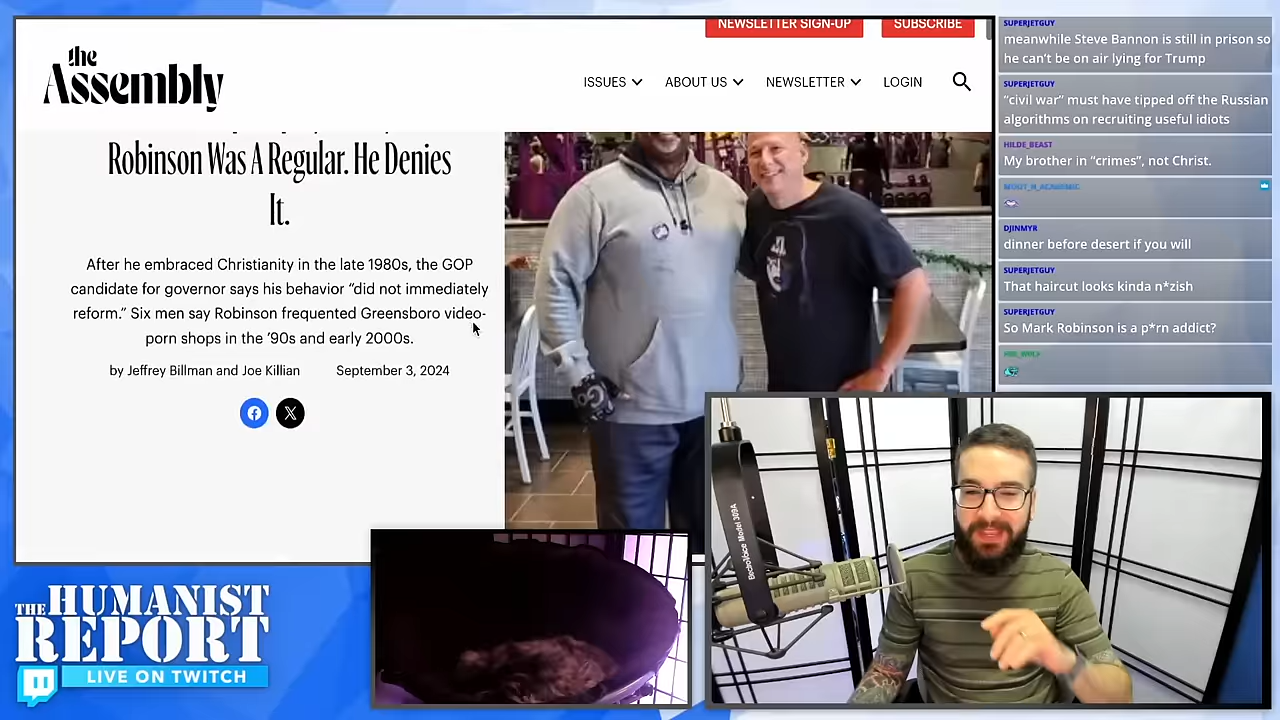 NEWSLETTER SIGN-UP
SUBSCRIBE
the
Assembly
ISSUES
ABOUT US
NEWSLETTER
LOGIN
Robinson Was A Regular. He Denies
It.
After he embraced Christianity in the late 1980s, the GOP
candidate for governor says his behavior “did not immediately
reform.” Six men say Robinson frequented Greensboro video-
porn shops in the ’90s and early 2000s.
by Jeffrey Billman and Joe Killian
September 3, 2024
SUPERJETGUY
meanwhile Steve Bannon is still in prison so
he can’t be on air lying for Trump
SUPERJETGUY
“civil war” must have tipped off the Russian
algorithms on recruiting useful idiots
HILDE_BEAST
My brother in “crimes”, not Christ.
MOOT_N_ACADEMIC
DJINMYR
dinner before desert if you will
SUPERJETGUY
That haircut looks kinda n*zish
SUPERJETGUY
So Mark Robinson is a p*rn addict?
THE HUMANIST
REPORT
LIVE ON TWITCH
ElectroVoice Model 309A